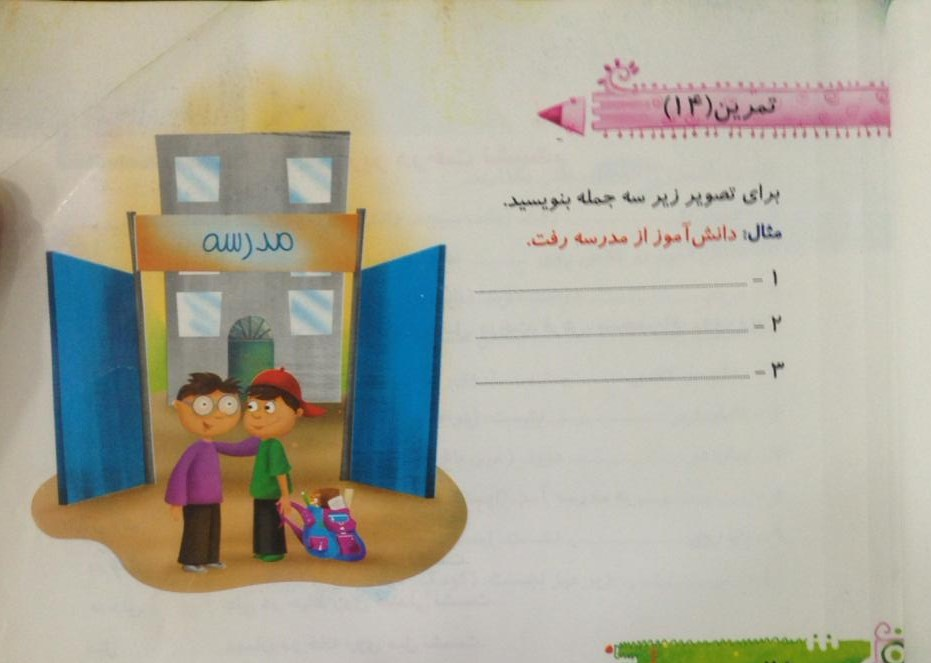 تمرین (۱۴)
برای تصویر زیر سه جمله بنویسید.
مثال: دانش‌آموز از مدرسه رفت.
۱ -
۲ -
۳ -
مدرسه